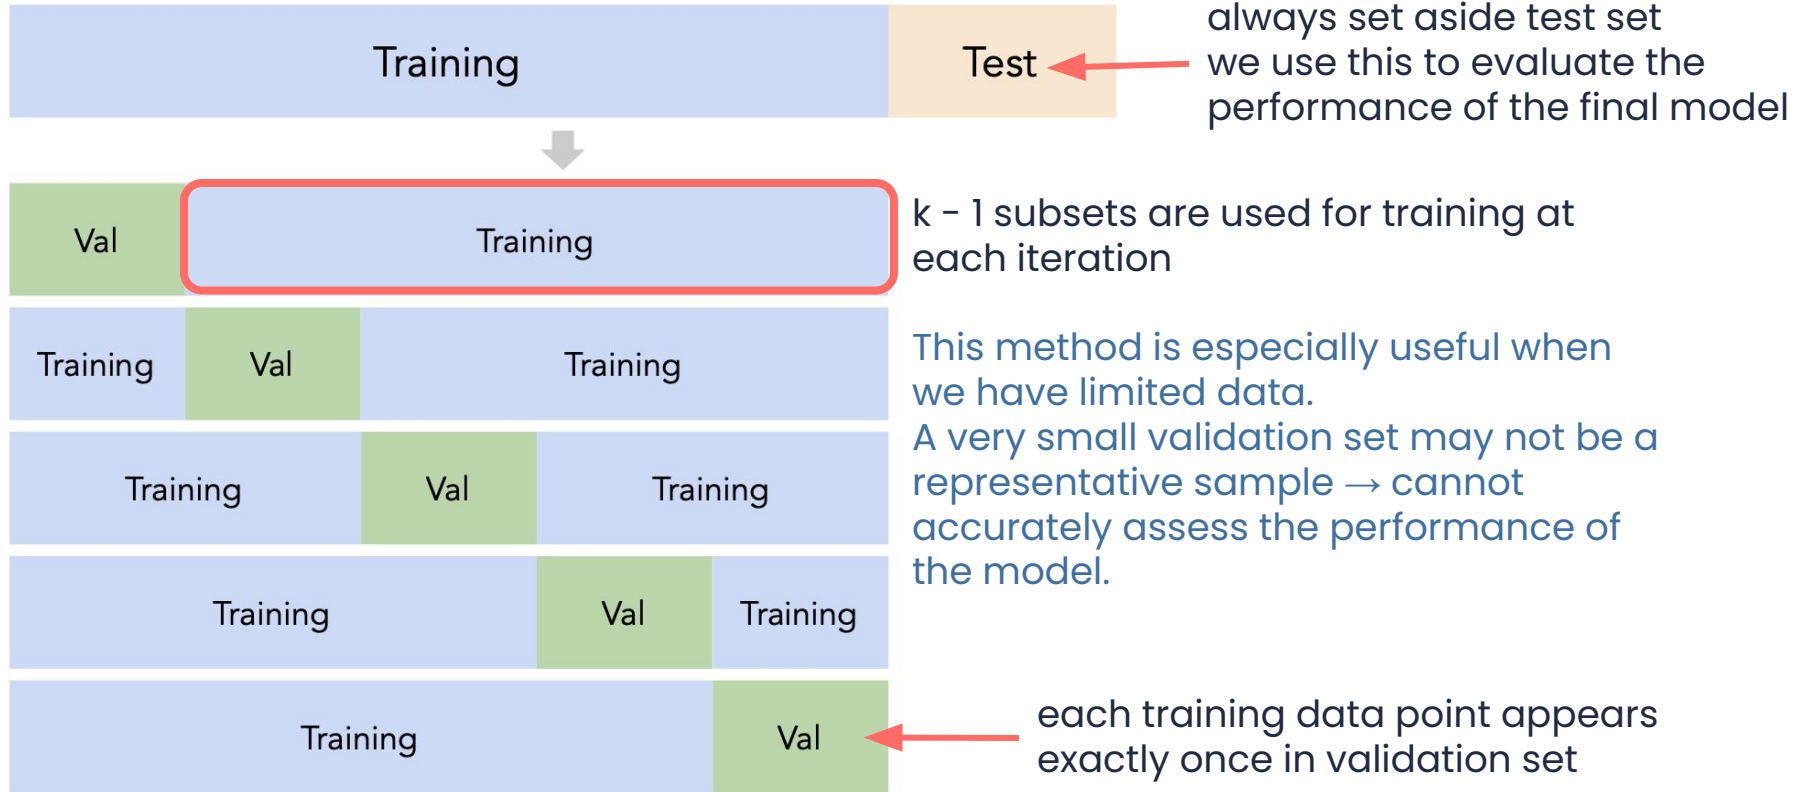 Training
Test
always set aside test set
we use this to evaluate the
performance of the final model
Val
Training
k - 1 subsets are used for training at
each iteration
Training
Val
Training
This method is especially useful when
we have limited data.
A very small validation set may not be a
representative sample → cannot
accurately assess the performance of
the model.
Training
Val
Training
Training
Val
Training
Training
Val
each training data point appears
exactly once in validation set